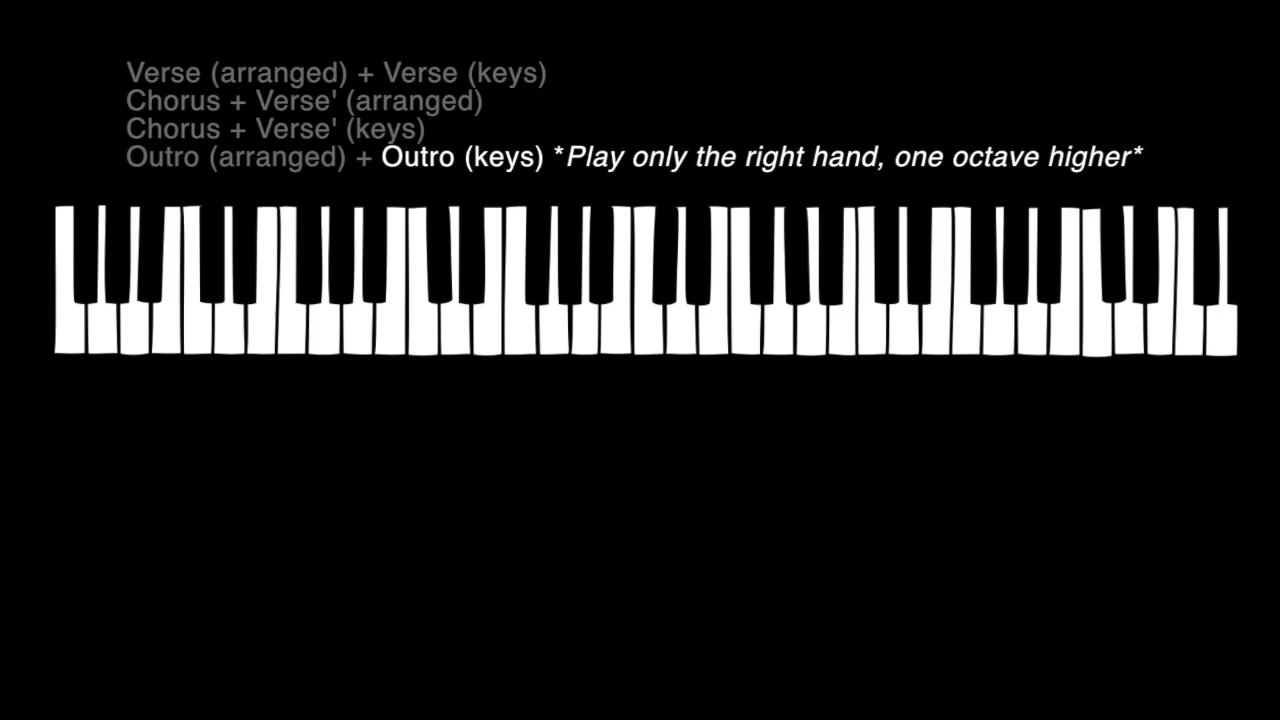 Verse (arranged) + Verse (keys)
Chorus + Verse' (arranged)
Chorus + Verse' (keys)
Outro (arranged) + Outro (keys) *Play only the right hand, one octave higher*